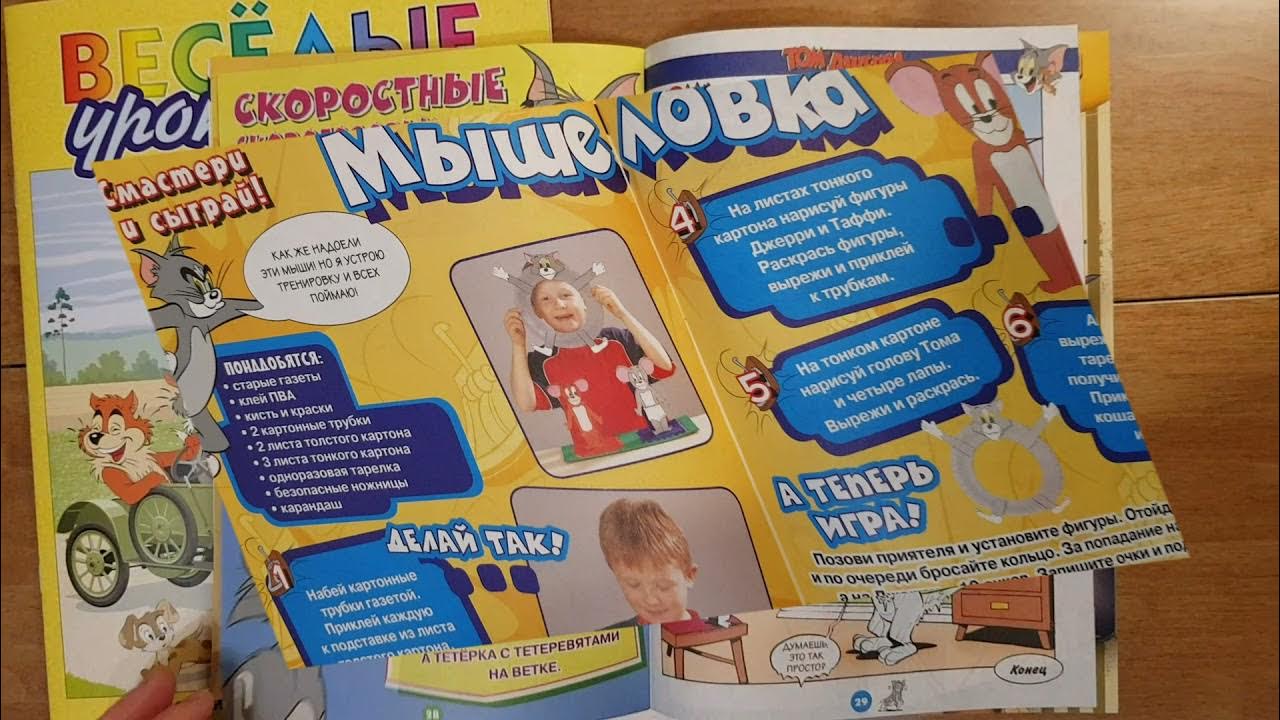 ВЕСЁЛЫЕ
СКОРОСТНЫЕ
Смастери
и сыграй!
Мышеловка
КАК ЖЕ НАДОЕЛИ
ЭТИ МЫШИ! НО Я УСТРОЮ
ТРЕНИРОВКУ И ВСЕХ
ПОЙМАЮ!
ПОНАДОБЯТСЯ:
• старые газеты
• клей ПВА
• кисть и краски
• 2 картонные трубки
• 2 листа толстого картона
• 3 листа тонкого картона
• одноразовая тарелка
• безопасные ножницы
• карандаш
ДЕЛАЙ ТАК!
1
Набей картонные
трубки газетой.
Приклей каждую
к подставке из листа
толстого картона.
4
На листах тонкого
картона нарисуй фигуры
Джерри и Таффи.
Раскрась фигуры,
вырежи и приклей
к трубкам.
5
На тонком картоне
нарисуй голову Тома
и четыре лапы.
Вырежи и раскрась.
6
А ТЕПЕРЬ
ИГРА!
Позови приятеля и установите фигуры.
и по очереди бросайте кольцо. За попадание
Запишите очки и
А ТЕТЕРКА С ТЕТЕРЕВЯТАМИ
НА ВЕТКЕ.
28
ТОМ
ДУМАЕШЬ,
ЭТО ТАК
ПРОСТО?
Конец
29